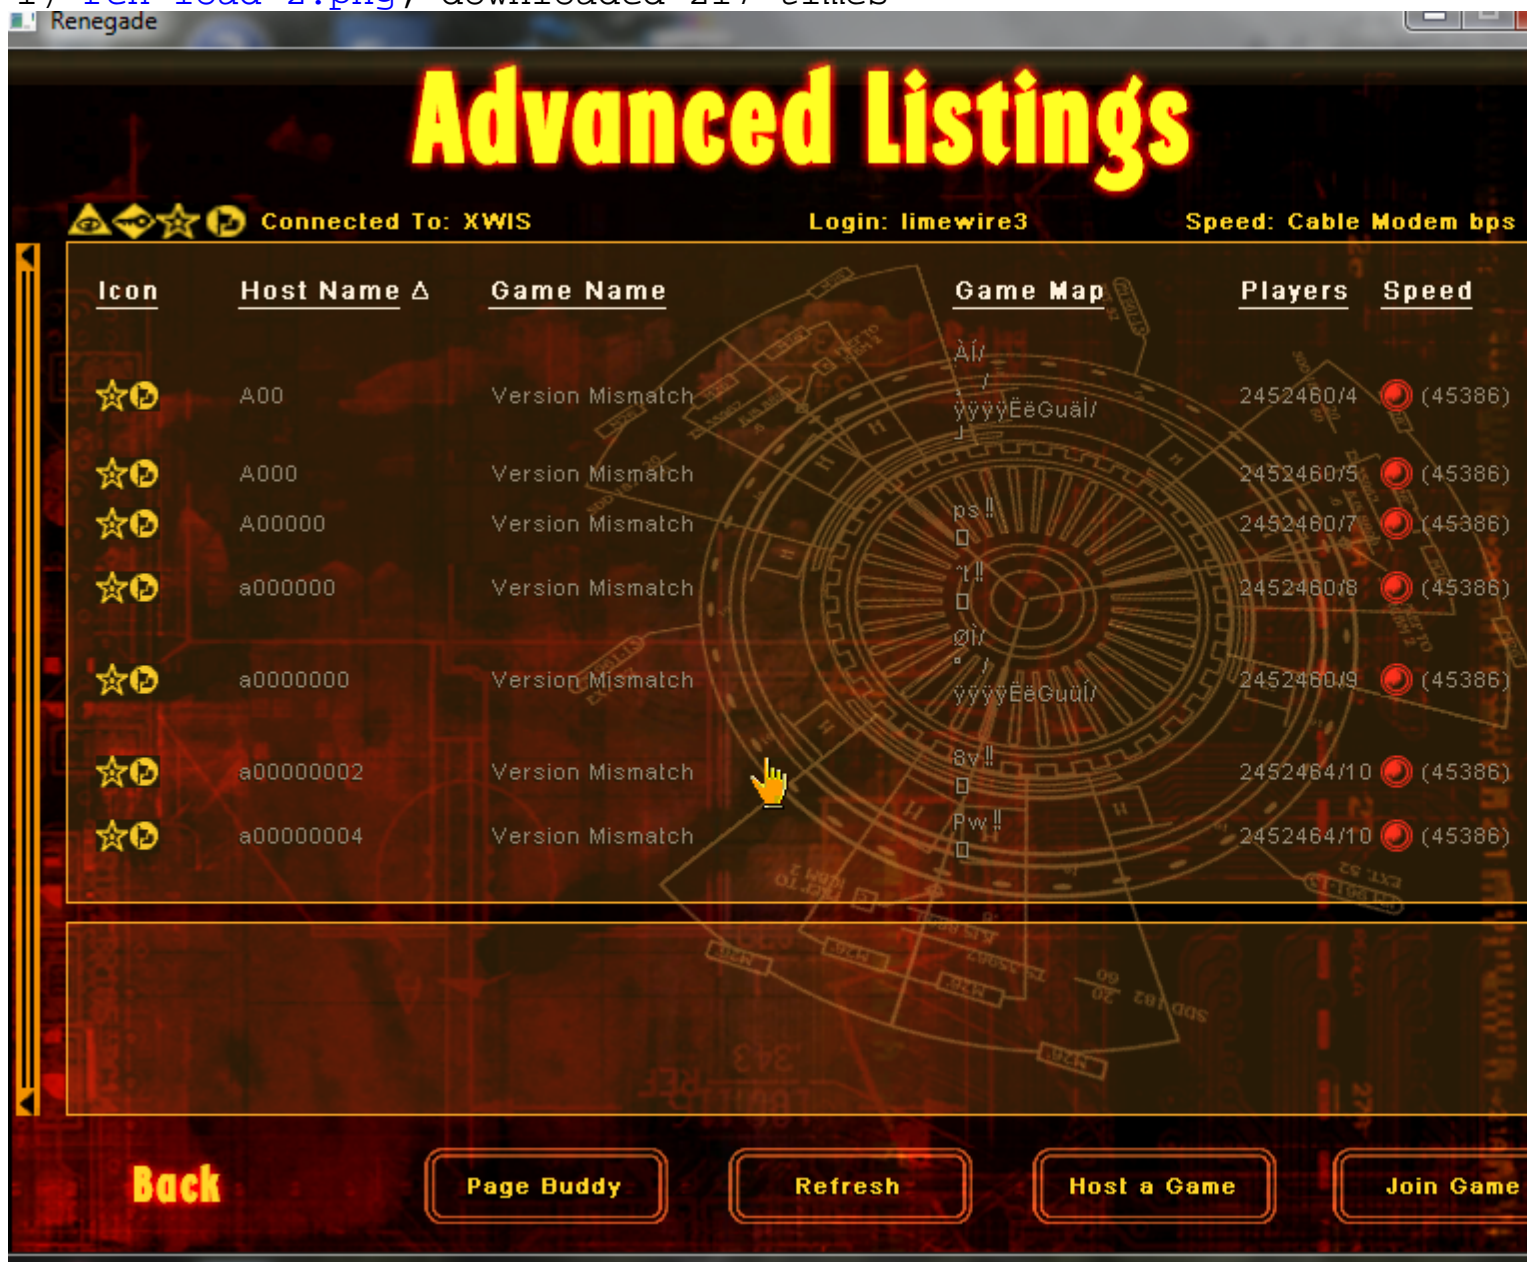 Renegade
Advanced Listings
Connected To: XWIS Login: limewire3 Speed: Cable Modem bps
Icon Host Name Δ Game Name Game Map Players Speed
A00 Version Mismatch 2452460/4 (45386)
A000 Version Mismatch 2452460/5 (45386)
A00000 Version Mismatch ps‼ 2452460/7 (45386)
a000000 Version Mismatch 2452460/8 (45386)
a0000000 Version Mismatch 2452460/9 (45386)
a00000002 Version Mismatch 8v‼ 2452464/10 (45386)
a00000004 Version Mismatch Pw‼ 2452464/10 (45386)
Back Page Buddy Refresh Host a Game Join Game